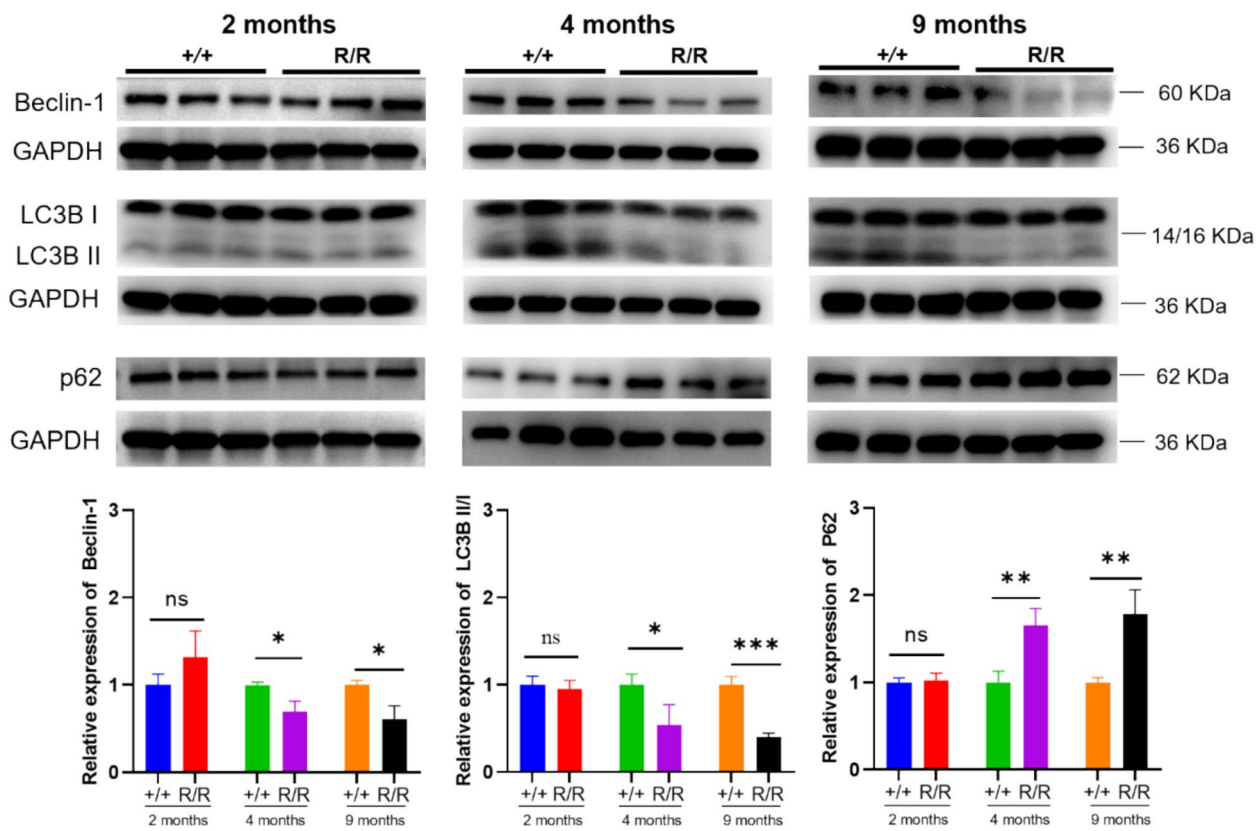 2 months 4 months 9 months
+/+ R/R +/+ R/R +/+ R/R
Beclin-1 60 KDa
GAPDH 36 KDa
LC3B I
14/16 KDa
LC3B II
GAPDH 36 KDa
p62 62 KDa
GAPDH 36 KDa
Relative expression of Beclin-1
3
2
1
0
ns * *
+/+ R/R +/+ R/R +/+ R/R
2 months 4 months 9 months
Relative expression of LC3B II/I
3
2
1
0
ns * ***
+/+ R/R +/+ R/R +/+ R/R
2 months 4 months 9 months
Relative expression of P62
3
2
1
0
ns ** **
+/+ R/R +/+ R/R +/+ R/R
2 months 4 months 9 months